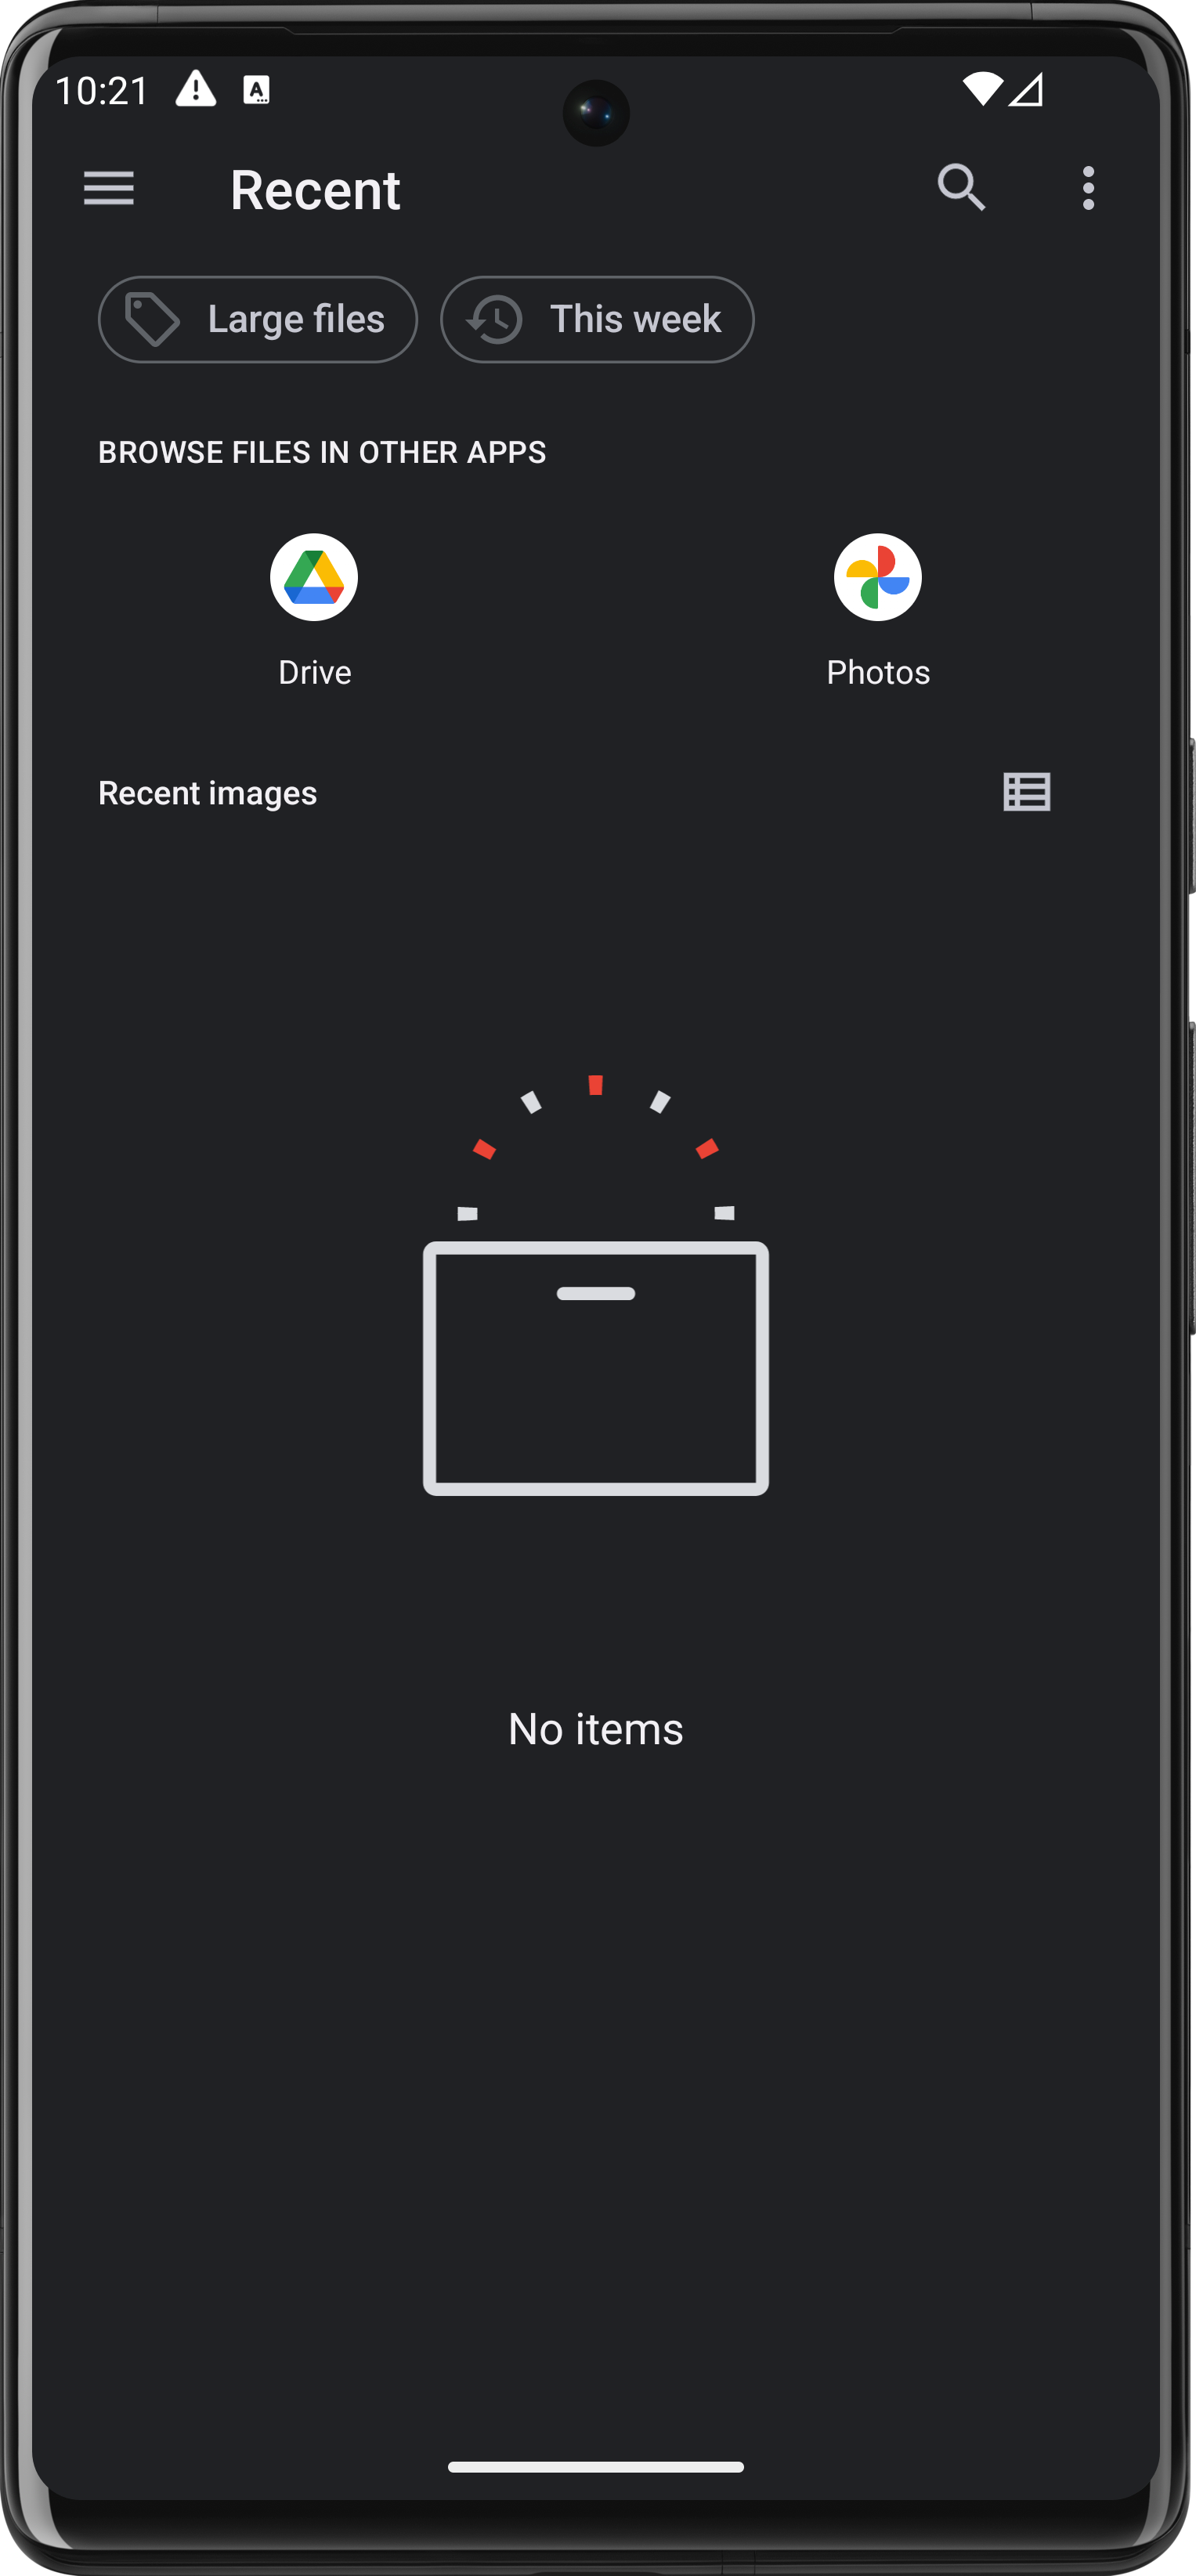 10:21
Recent
Large files
This week
BROWSE FILES IN OTHER APPS
Drive
Photos
Recent images
No items